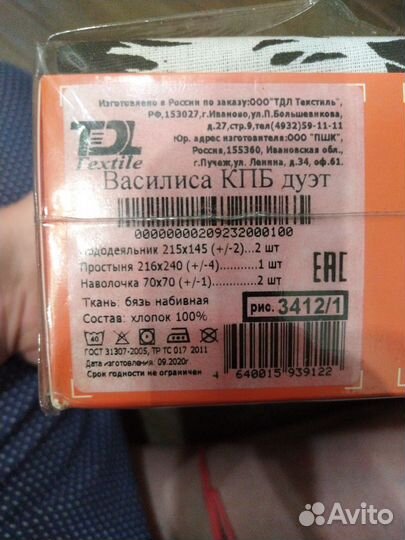 Изготовлено в России по заказу:ООО"ТДЛ Текстиль",
РФ,153027,г.Иваново,ул.П.Большевикова,
д.27,стр.9,тел(4932)59-11-11
Юр. адрес изготовителя:ООО "ПШК",
Россия,155360, Ивановская обл.,
г.Пучеж,ул. Ленина, д.34, оф.61.
TDL
Textile
Василиса КПБ дуэт
00000000209232000100
Пододеяльник 215x145 (+/-2)...2 шт
Простыня 216x240 (+/-4)...........1 шт
Наволочка 70x70 (+/-1)............2 шт
EAC
Ткань: бязь набивная
Состав: хлопок 100%
рис. 3412/1
40
ГОСТ 31307-2005, ТР ТС 017 2011
Дата изготовления: 09.2020г.
Срок годности не ограничен
4 640015 939122
Avito